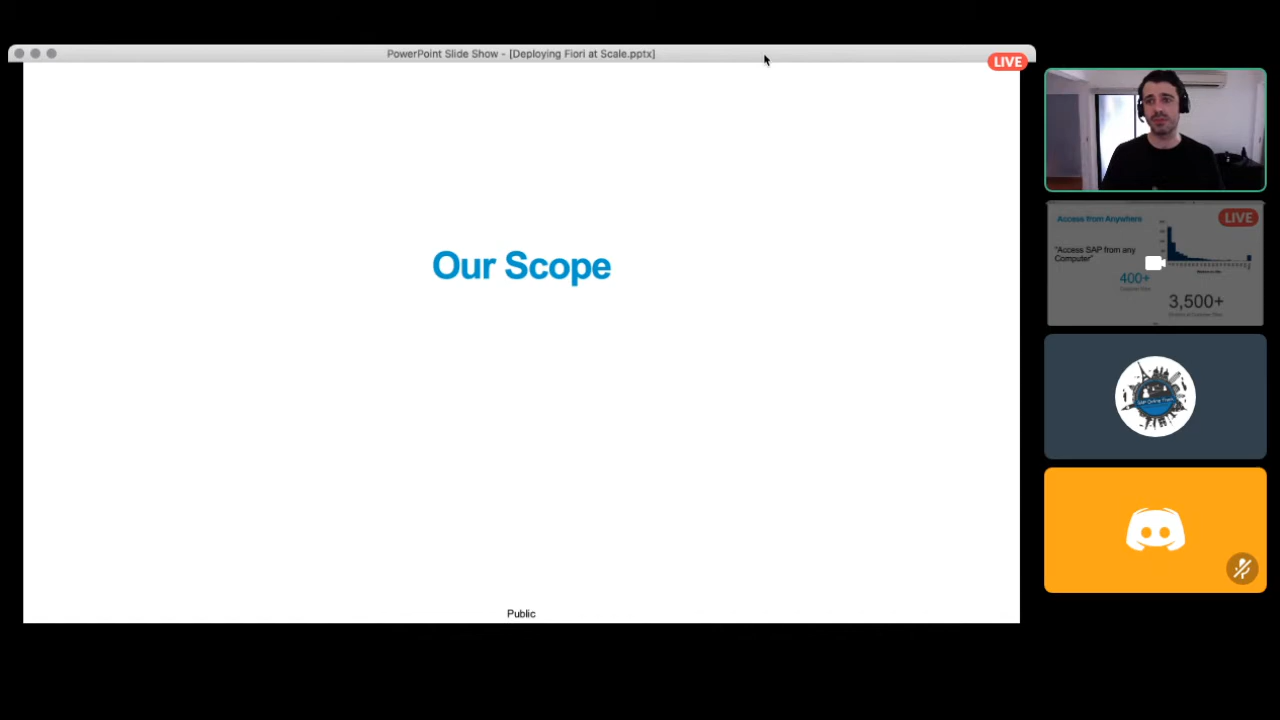 PowerPoint Slide Show - [Deploying Fiori at Scale.pptx]
LIVE
Our Scope
Public
Access from Anywhere
LIVE
"Access SAP from any
Computer"
400+
3,500+